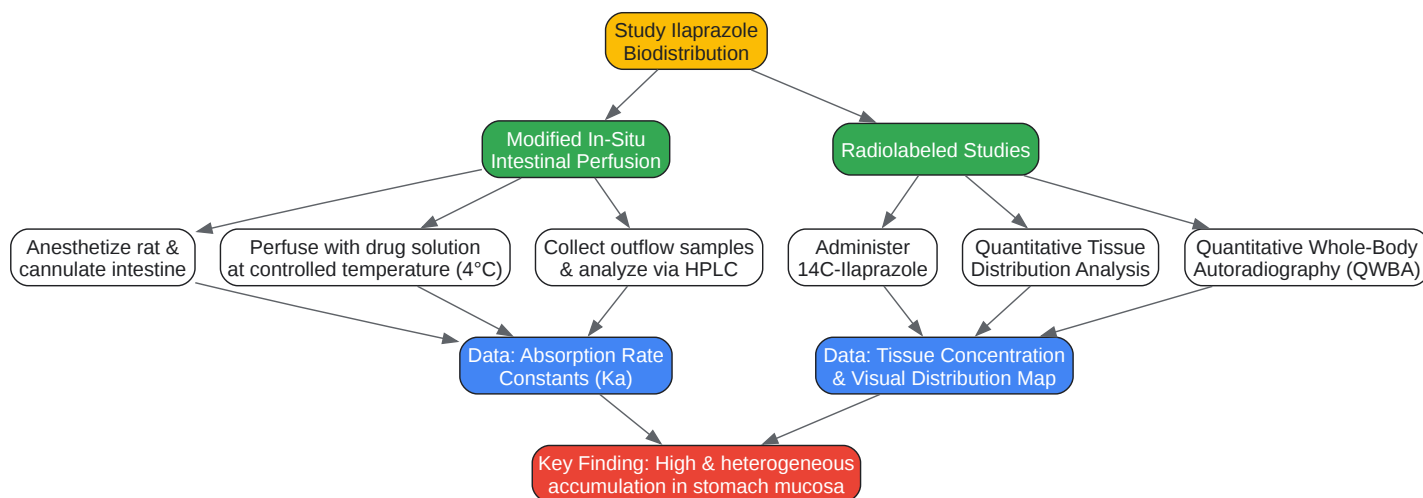 Study Ilaprazole
Biodistribution
Modified In-Situ
Intestinal Perfusion
Radiolabeled Studies
Anesthetize rat &
cannulate intestine
Perfuse with drug solution
at controlled temperature (4°C)
Collect outflow samples
& analyze via HPLC
Administer
14C-Ilaprazole
Quantitative Tissue
Distribution Analysis
Quantitative Whole-Body
Autoradiography (QWBA)
Data: Absorption Rate
Constants (Ka)
Data: Tissue Concentration
& Visual Distribution Map
Key Finding: High & heterogeneous
accumulation in stomach mucosa